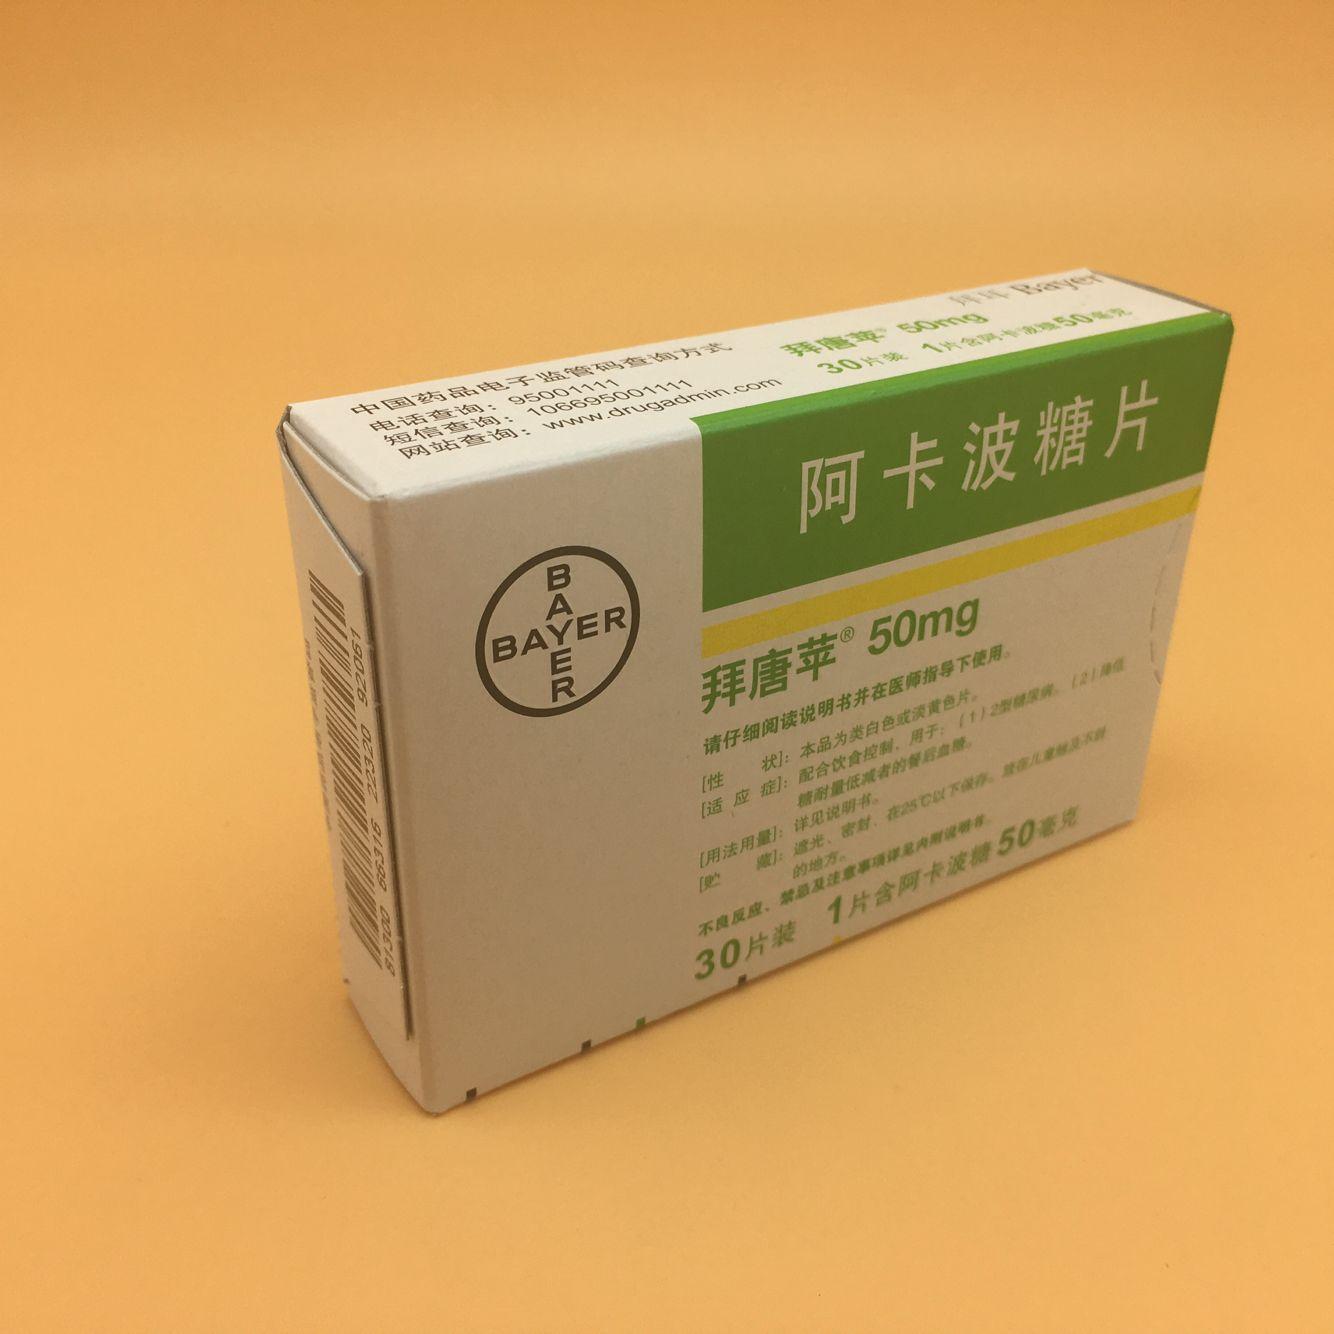 中国药品电子监管码查询方式
电话查询：95001111
短信查询：106695001111
网站查询：www.drugadmin.com
拜耳 Bayer
拜唐苹® 50mg
30片装 1片含阿卡波糖50毫克
阿卡波糖片
BAYER
BAYER
拜唐苹® 50mg
请仔细阅读说明书并在医师指导下使用。
[性 状]：本品为类白色或淡黄色片。
[适 应 症]：配合饮食控制，用于：(1)2型糖尿病。(2)降低
糖耐量低减者的餐后血糖。
[用法用量]：详见说明书。
[贮 藏]：遮光、密封、在25℃以下保存。放在儿童触及不到
的地方。
不良反应、禁忌及注意事项详见内附说明书。
30片装 1片含阿卡波糖50毫克
81300 66316 22320 92061